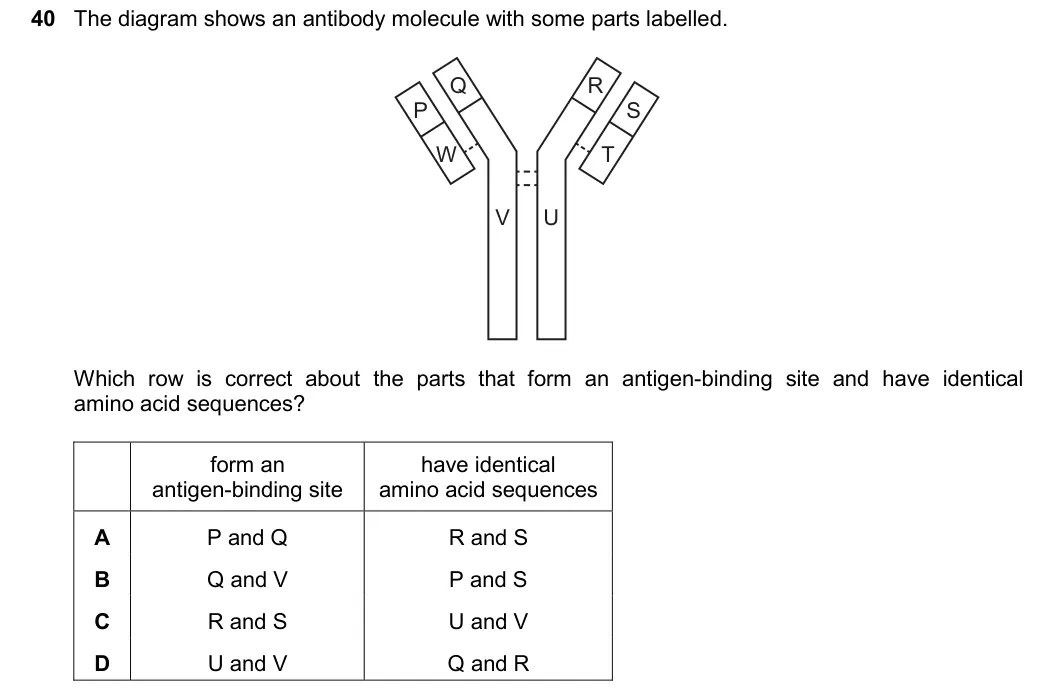 40 The diagram shows an antibody molecule with some parts labelled.
Q R
P S
W T
V U
Which row is correct about the parts that form an antigen-binding site and have identical
amino acid sequences?
form an have identical
antigen-binding site amino acid sequences
A P and Q R and S
B Q and V P and S
C R and S U and V
D U and V Q and R